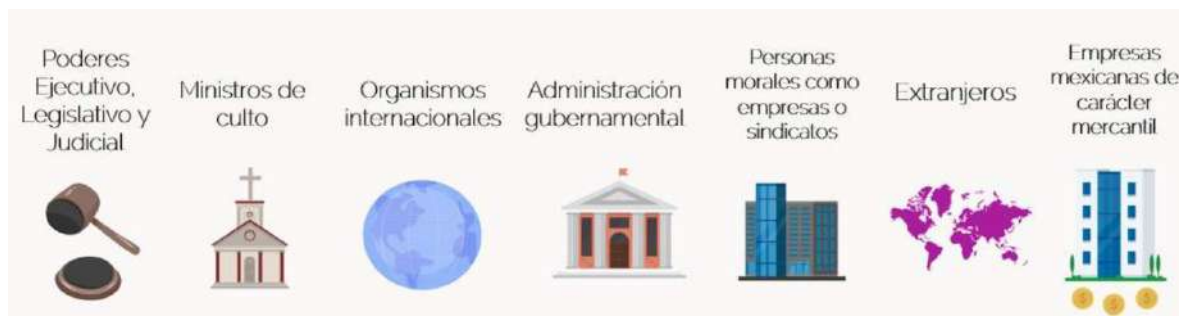 Poderes
Ejecutivo,
Legislativo y
Judicial
Ministros de
culto
Organismos
internacionales
Administración
gubernamental
Personas
morales como
empresas o
sindicatos
Extranjeros
Empresas
mexicanas de
carácter
mercantil
$
$
$